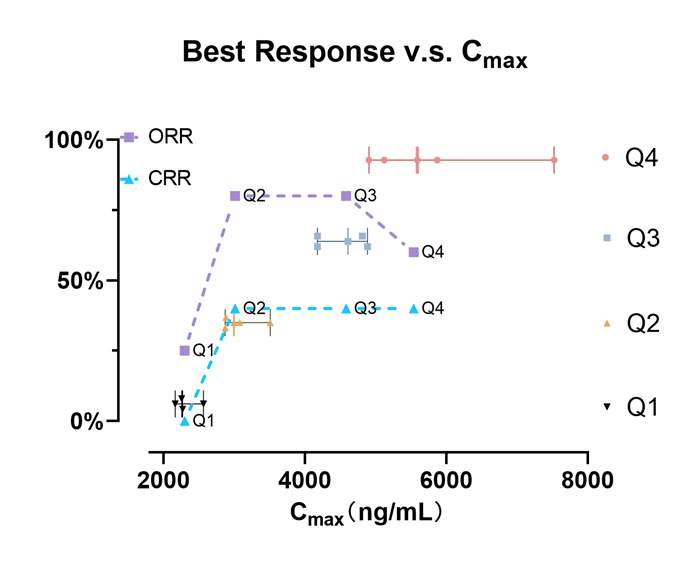 Best Response v.s. Cmax
100%
50%
0%
ORR
CRR
Q2
Q3
Q4
Q1
Q2
Q3
Q4
Q1
Q4
Q3
Q2
Q1
2000
4000
6000
8000
Cmax（ng/mL）